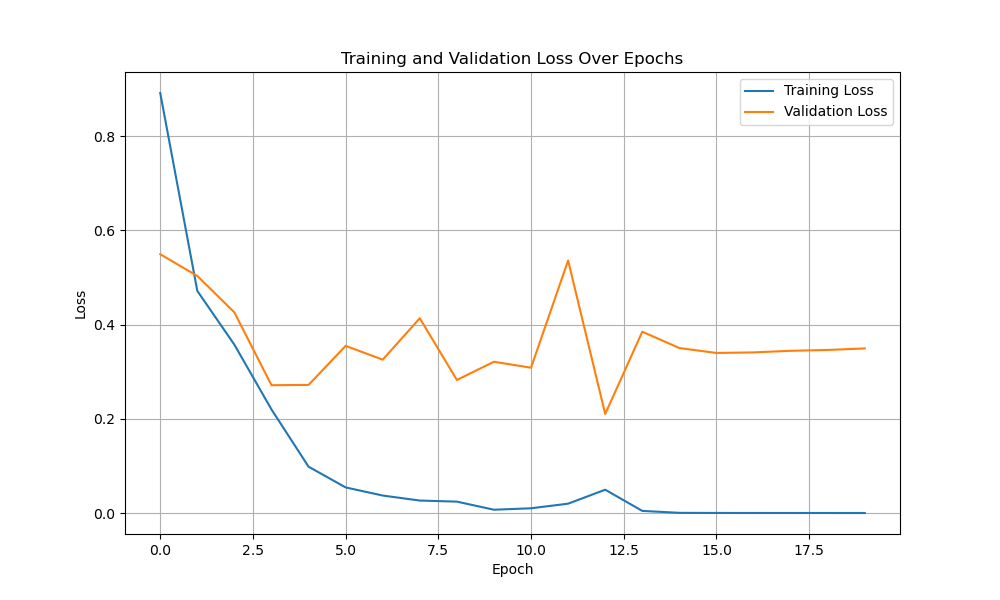 Training and Validation Loss Over Epochs
Training Loss
Validation Loss
0.8
0.6
0.4
0.2
0.0
Loss
0.0 2.5 5.0 7.5 10.0 12.5 15.0 17.5
Epoch